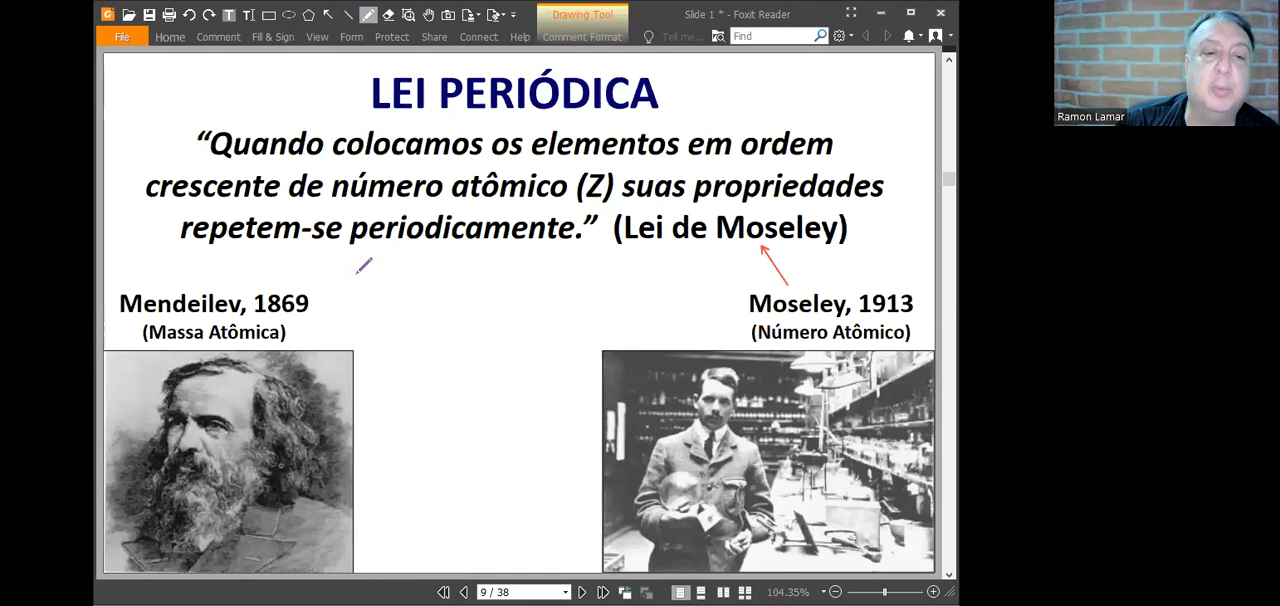 Drawing Tool
Slide 1 * - Foxit Reader
File Home Comment Fill & Sign View Form Protect Share Connect Help Comment Format Tell me... Find
LEI PERIÓDICA
“Quando colocamos os elementos em ordem
crescente de número atômico (Z) suas propriedades
repetem-se periodicamente.” (Lei de Moseley)
Mendeilev, 1869
(Massa Atômica)
Moseley, 1913
(Número Atômico)
9 / 38
104.35%
Ramon Lamar